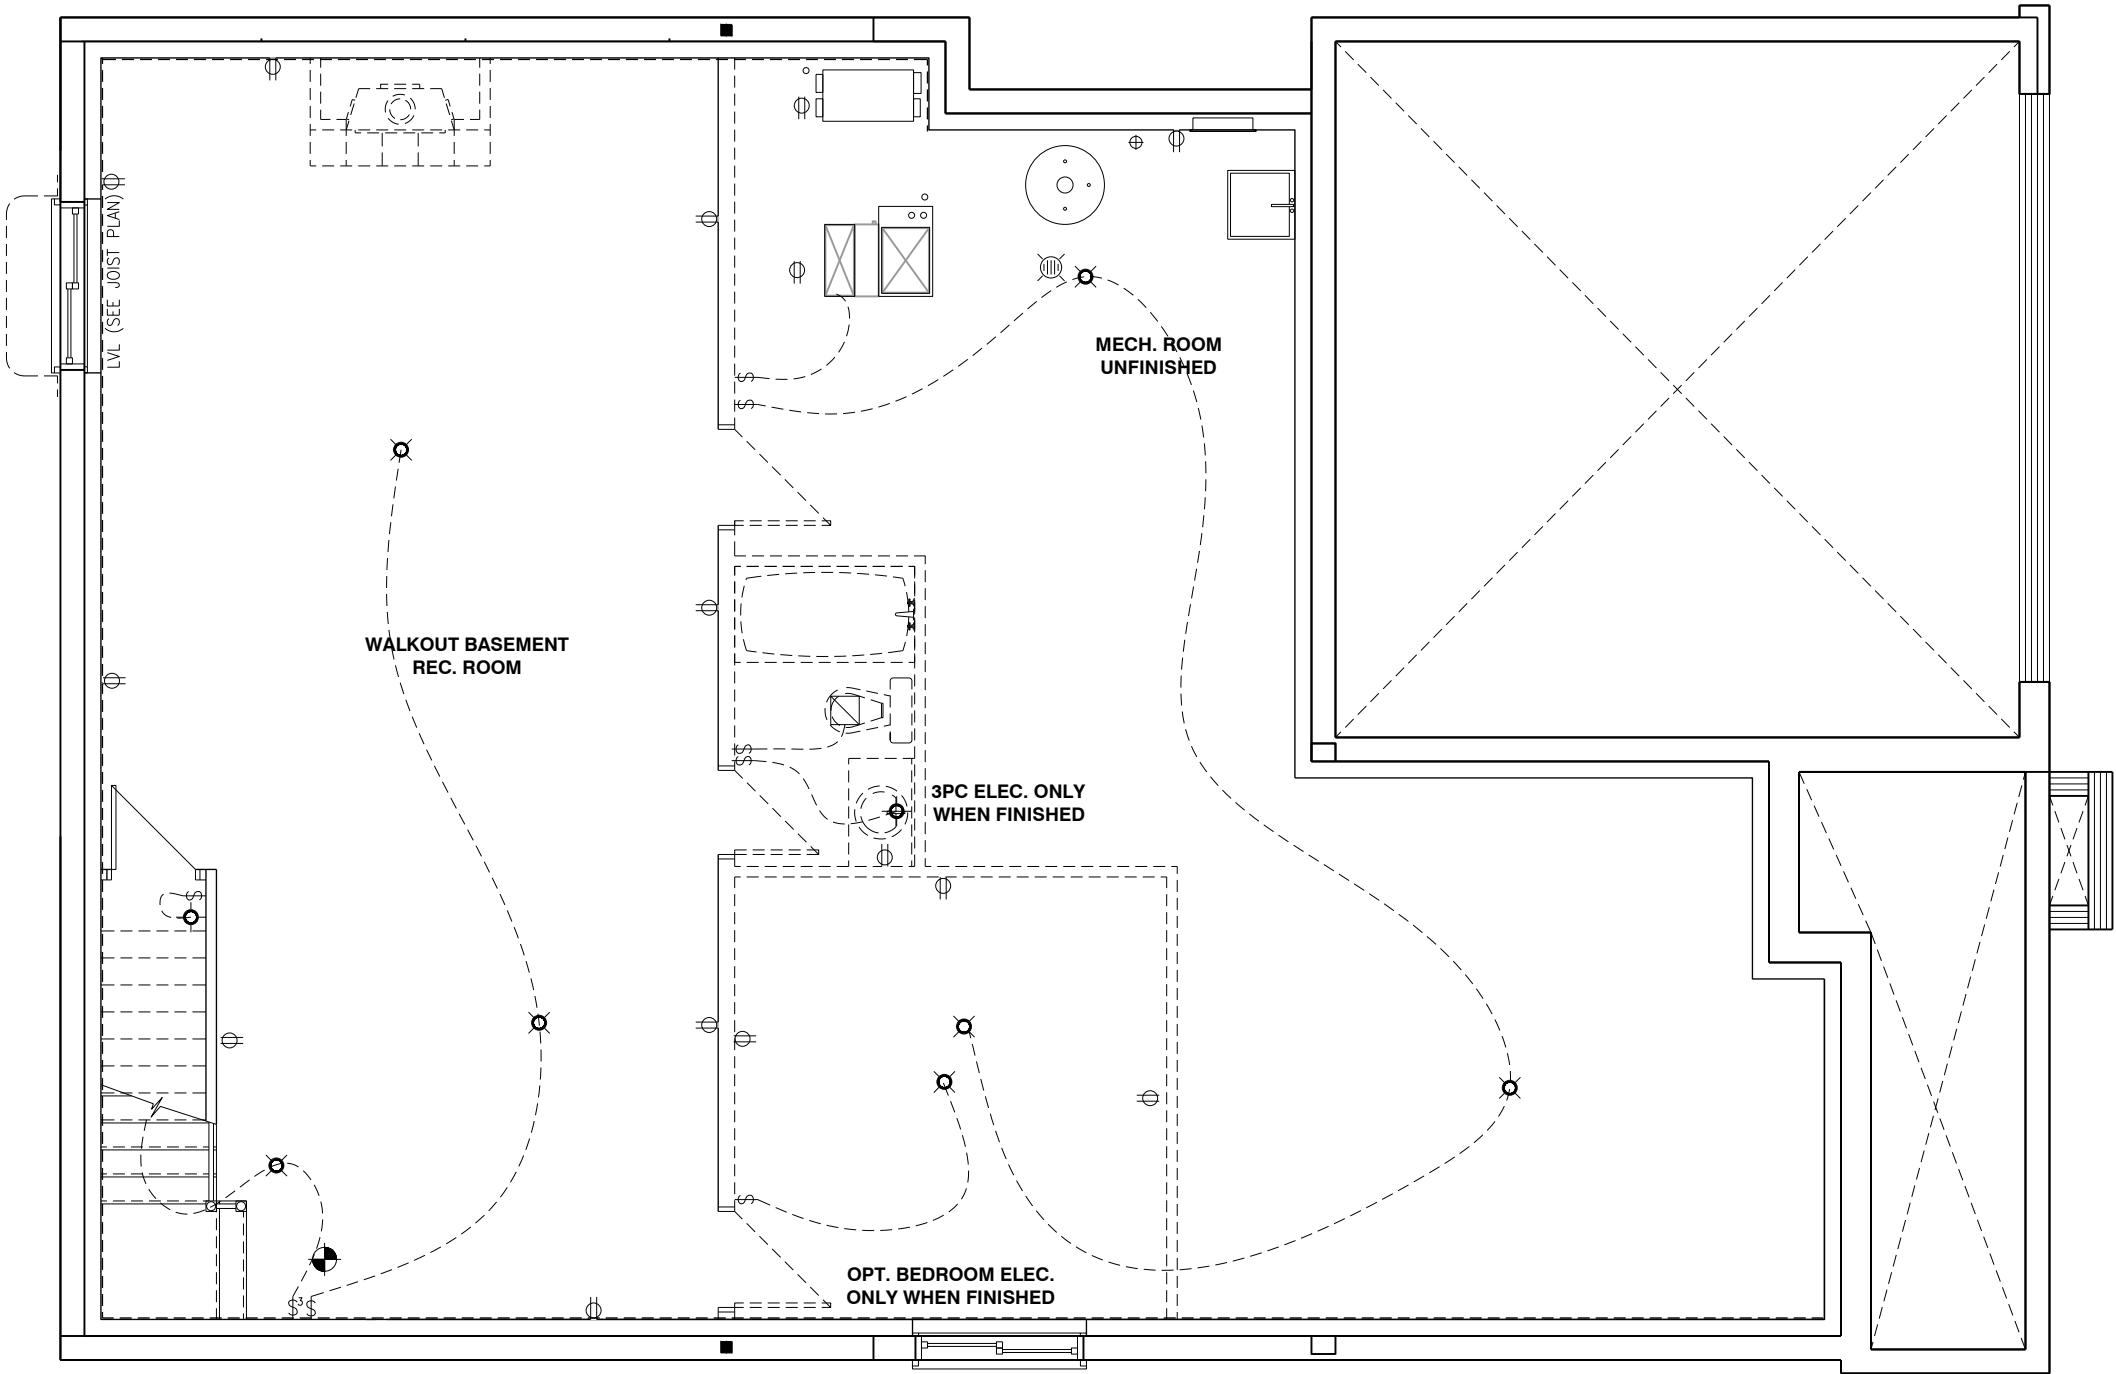 LVL (SEE JOIST PLAN)
S
S
MECH. ROOM
UNFINISHED
WALKOUT BASEMENT
REC. ROOM
S
S
3PC ELEC. ONLY
WHEN FINISHED
S
S
OPT. BEDROOM ELEC.
ONLY WHEN FINISHED
S3S